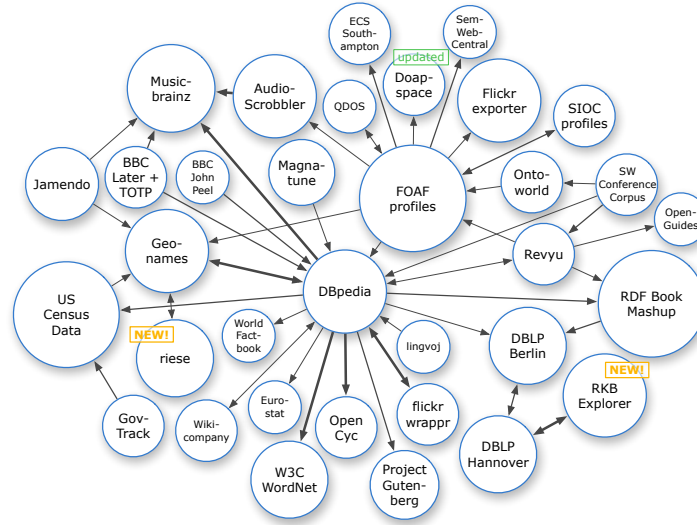 ECS
South-
ampton
Sem-
Web-
Central
updated
Doap-
space
Music-
brainz
Audio-
Scrobbler
QDOS
Flickr
exporter
SIOC
profiles
Jamendo
BBC
Later +
TOTP
BBC
John
Peel
Magna-
tune
FOAF
profiles
Onto-
world
SW
Conference
Corpus
Open-
Guides
Geo-
names
Revyu
US
Census
Data
DBpedia
RDF Book
Mashup
NEW!
riese
World
Fact-
book
lingvoj
DBLP
Berlin
NEW!
RKB
Explorer
Gov-
Track
Wiki-
company
Euro-
stat
Open
Cyc
flickr
wrappr
DBLP
Hannover
W3C
WordNet
Project
Guten-
berg